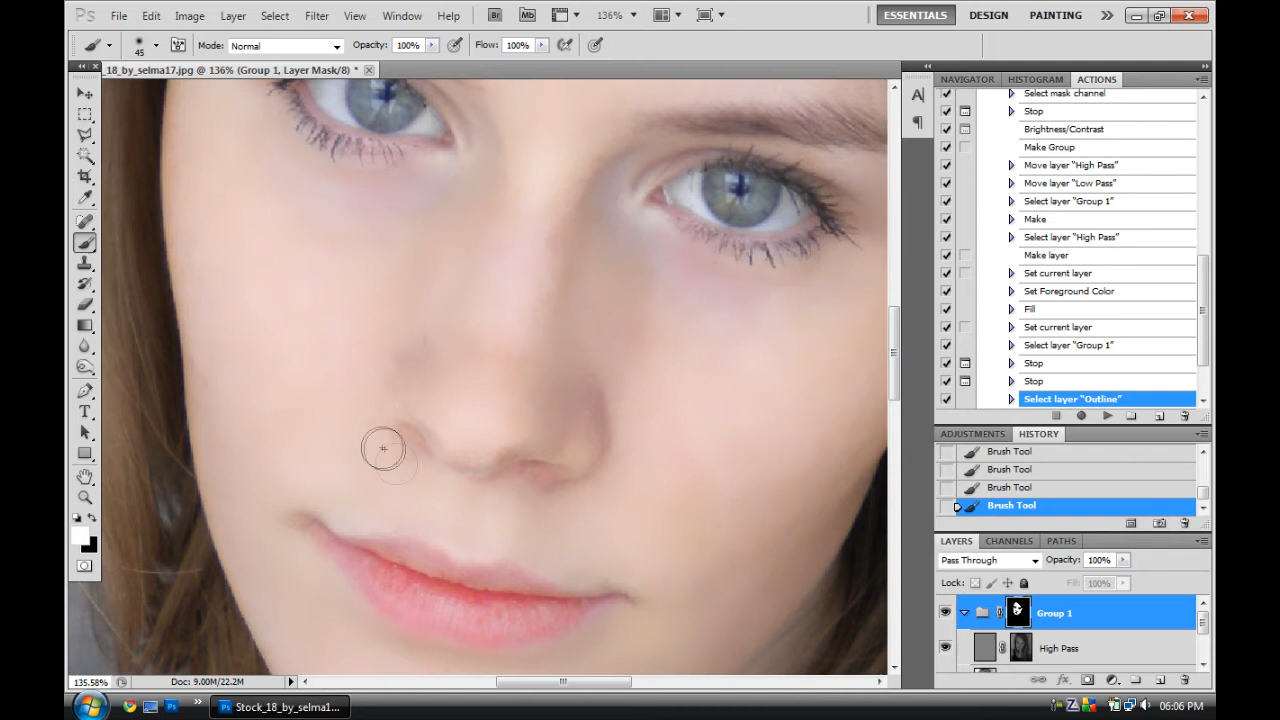 Ps File Edit Image Layer Select Filter View Window Help Br Mb 136% ESSENTIALS DESIGN PAINTING
45 Mode: Normal Opacity: 100% Flow: 100%
_18_by_selma17.jpg @ 136% (Group 1, Layer Mask/8) *
NAVIGATOR HISTOGRAM ACTIONS
Select mask channel
Stop
Brightness/Contrast
Make Group
Move layer “High Pass”
Move layer “Low Pass”
Select layer “Group 1”
Make
Select layer “High Pass”
Make layer
Set current layer
Set Foreground Color
Fill
Set current layer
Select layer “Group 1”
Stop
Stop
Select layer “Outline”
ADJUSTMENTS HISTORY
Brush Tool
Brush Tool
Brush Tool
Brush Tool
LAYERS CHANNELS PATHS
Pass Through Opacity: 100%
Lock: Fill: 100%
Group 1
High Pass
135.58% Doc: 9.00M/22.2M
Stock_18_by_selma1... 06:06 PM